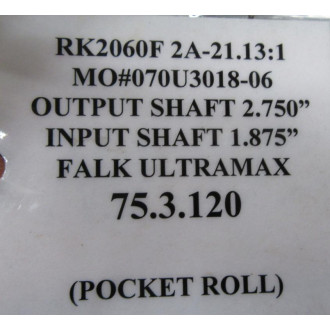 RK2060F 2A-21.13:1
MO#070U3018-06
OUTPUT SHAFT 2.750”
INPUT SHAFT 1.875”
FALK ULTRAMAX
75.3.120
(POCKET ROLL)